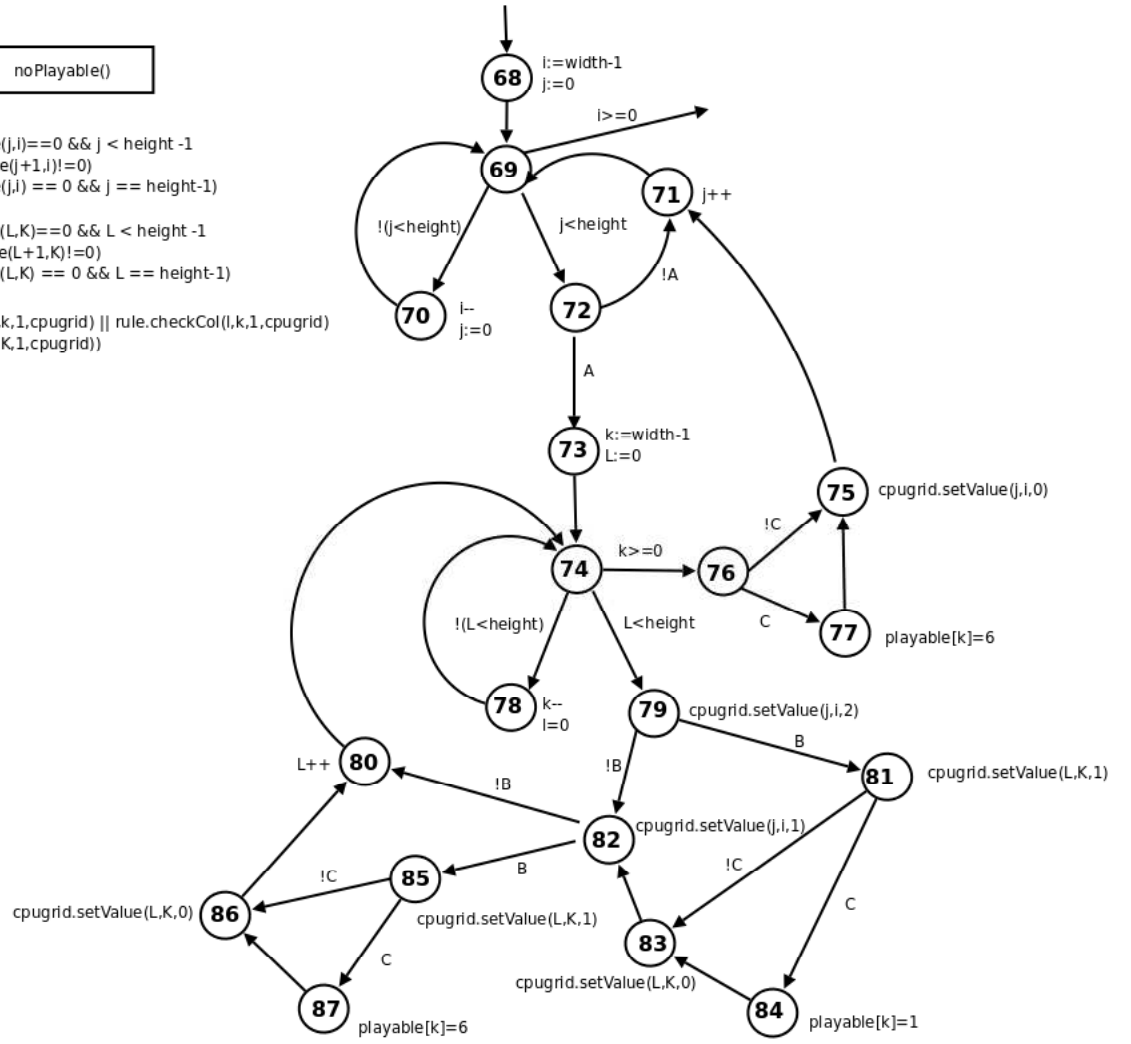 noPlayable()
(j,i)==0 && j < height -1
e(j+1,i)!=0)
(j,i) == 0 && j == height-1)
(L,K)==0 && L < height -1
e(L+1,K)!=0)
(L,K) == 0 && L == height-1)
k,1,cpugrid) || rule.checkCol(l,k,1,cpugrid)
K,1,cpugrid))
68
i:=width-1
j:=0
i>=0
69
71
j++
!(j<height)
j<height
!A
70
i--
j:=0
72
A
73
k:=width-1
L:=0
75
cpugrid.setValue(j,i,0)
!C
74
k>=0
76
C
77
playable[k]=6
!(L<height)
L<height
78
k--
l=0
79
cpugrid.setValue(j,i,2)
B
!B
L++
80
!B
81
cpugrid.setValue(L,K,1)
82
cpugrid.setValue(j,i,1)
B
!C
85
!C
cpugrid.setValue(L,K,0)
86
cpugrid.setValue(L,K,1)
C
C
83
cpugrid.setValue(L,K,0)
87
playable[k]=6
84
playable[k]=1